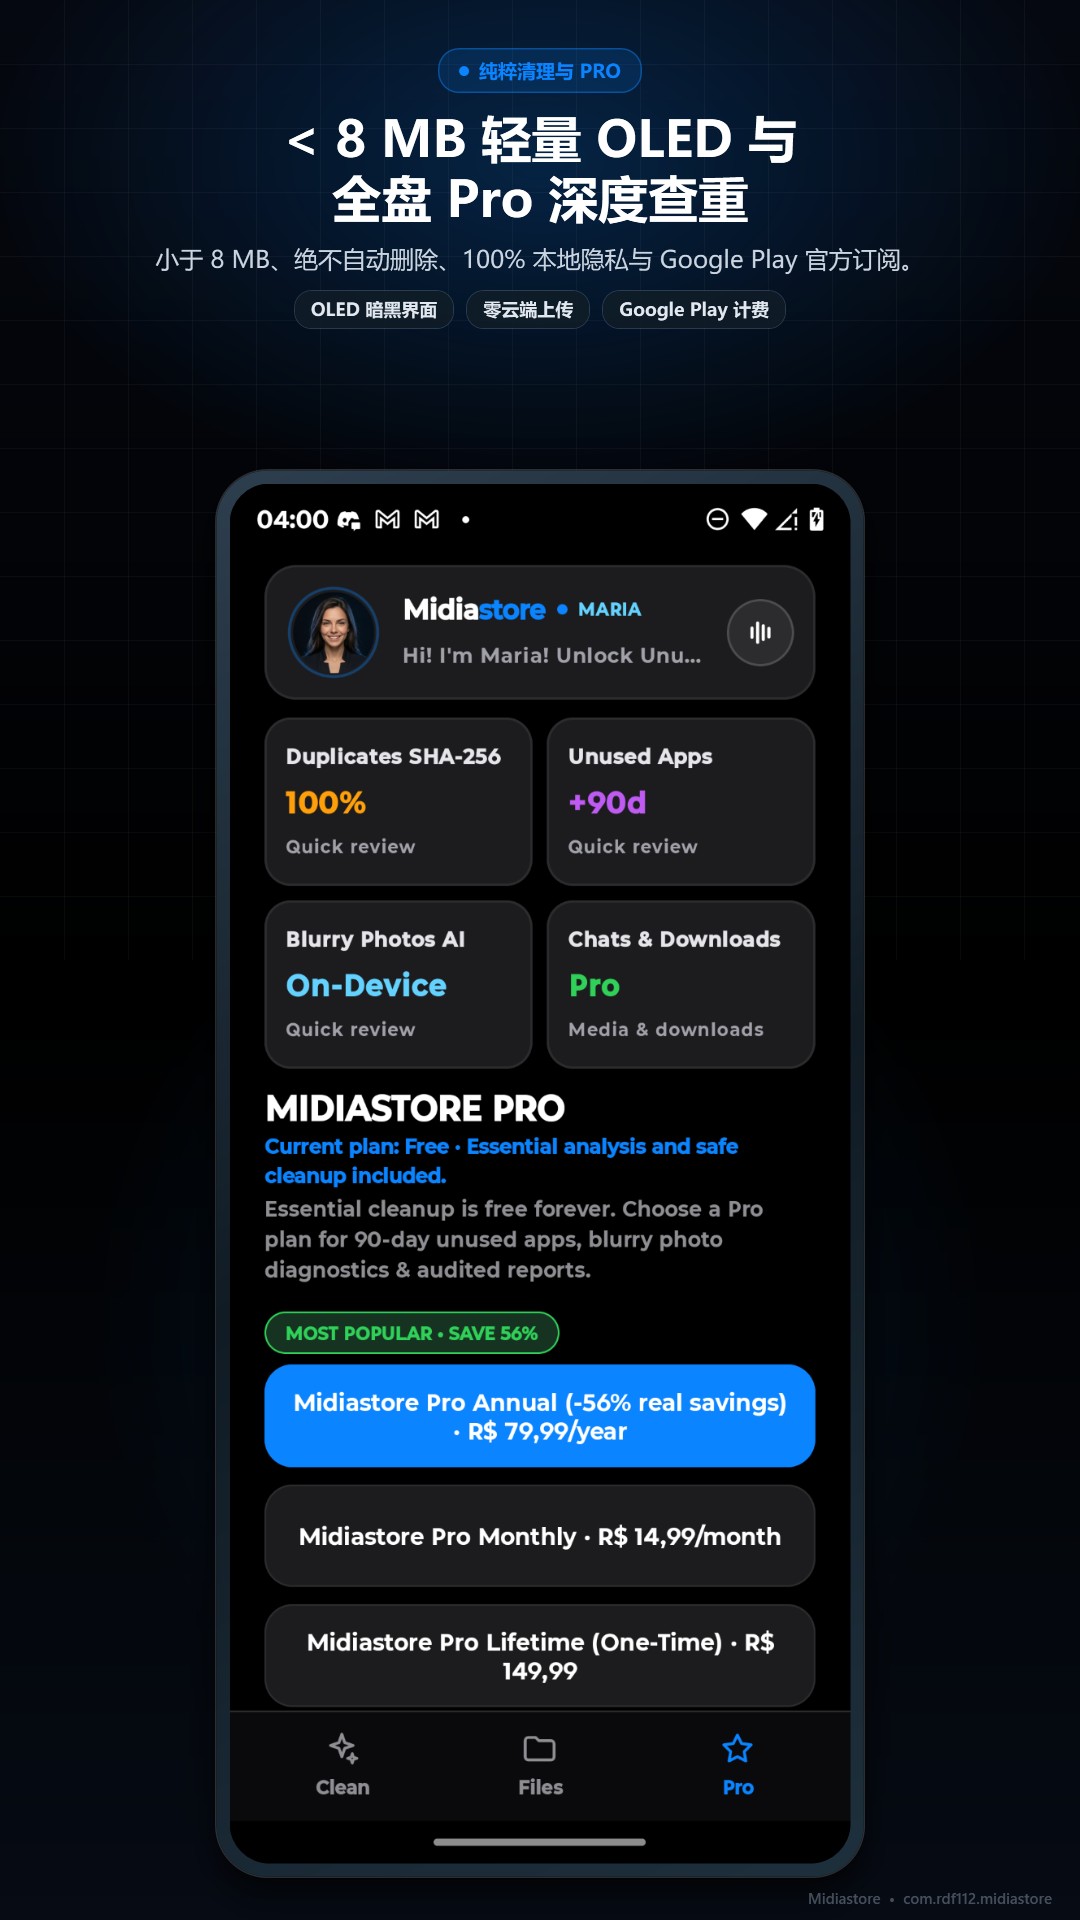 纯粹清理与 PRO
< 8 MB 轻量 OLED 与
全盘 Pro 深度查重
小于 8 MB、绝不自动删除、100% 本地隐私与 Google Play 官方订阅。
OLED 暗黑界面
零云端上传
Google Play 计费
04:00
Midiastore • MARIA
Hi! I'm Maria! Unlock Unu...
Duplicates SHA-256
100%
Quick review
Unused Apps
+90d
Quick review
Blurry Photos AI
On-Device
Quick review
Chats & Downloads
Pro
Media & downloads
MIDIASTORE PRO
Current plan: Free · Essential analysis and safe
cleanup included.
Essential cleanup is free forever. Choose a Pro
plan for 90-day unused apps, blurry photo
diagnostics & audited reports.
MOST POPULAR • SAVE 56%
Midiastore Pro Annual (-56% real savings)
· R$ 79,99/year
Midiastore Pro Monthly · R$ 14,99/month
Midiastore Pro Lifetime (One-Time) · R$
149,99
Clean
Files
Pro
Midiastore • com.rdf112.midiastore